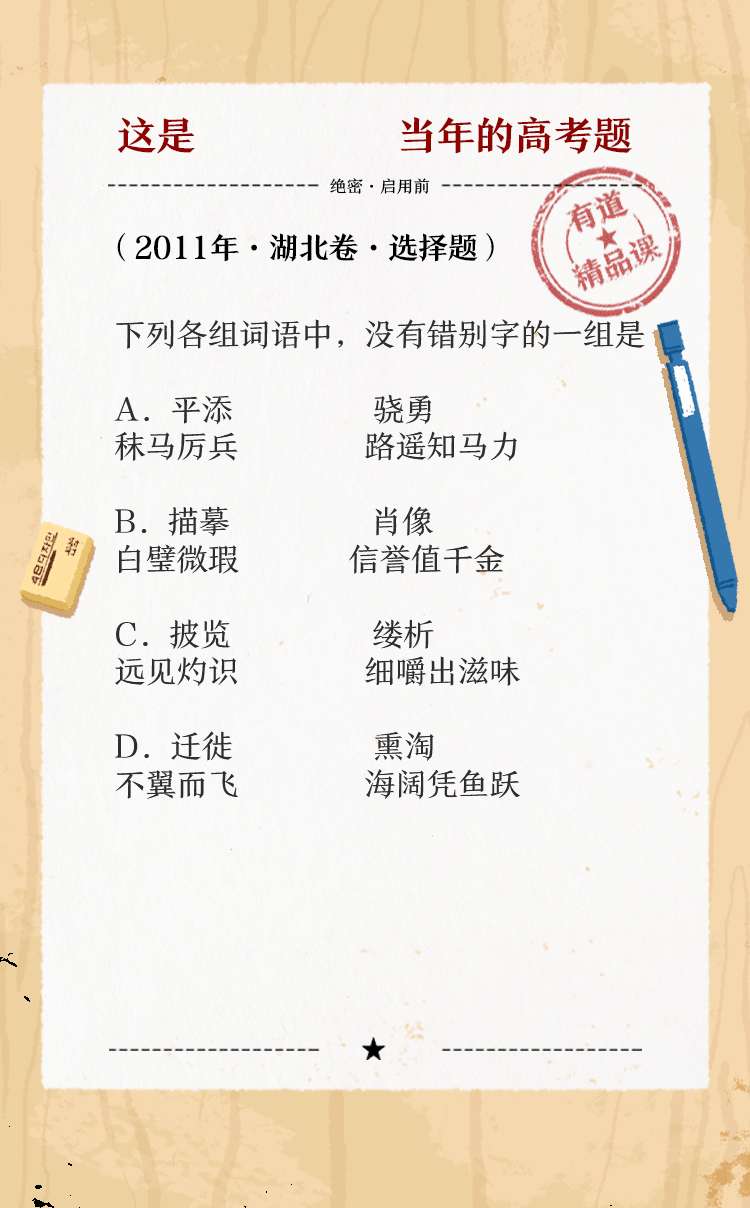 这是 当年的高考题
绝密·启用前
有道
精品课
（2011年·湖北卷·选择题）
下列各组词语中，没有错别字的一组是
A．平添 骁勇
秣马厉兵 路遥知马力
B．描摹 肖像
白璧微瑕 信誉值千金
C．披览 缕析
远见灼识 细嚼出滋味
D．迁徙 熏淘
不翼而飞 海阔凭鱼跃